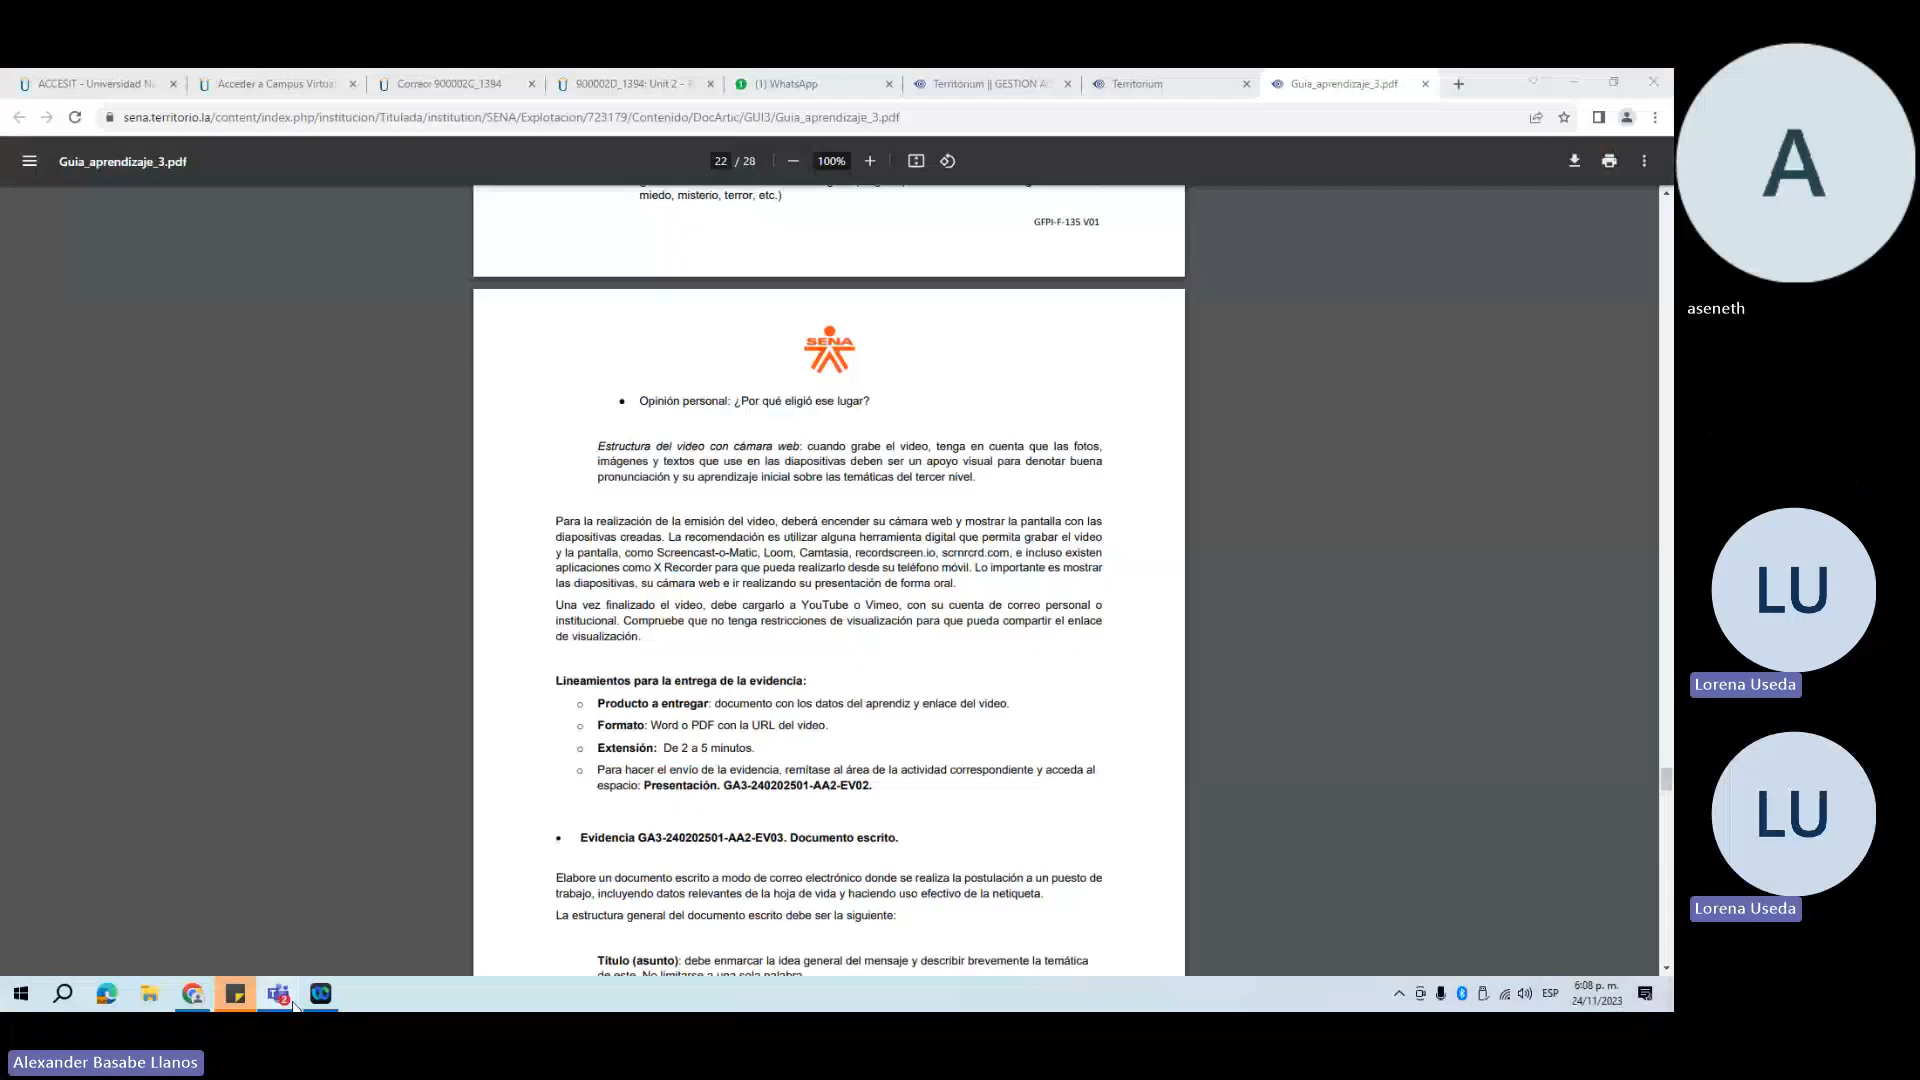 ACCESIT - Universidad N
Acceder a Campus Virtua
Correo: 900002C_1394
900002D_1394: Unit 2 -
(1) WhatsApp
Territorium || GESTION A
Territorium
Guia_aprendizaje_3.pdf
sena.territorio.la/content/index.php/institucion/Titulada/institution/SENA/Explotacion/723179/Contenido/DocArtic/GUI3/Guia_aprendizaje_3.pdf
Guia_aprendizaje_3.pdf
22 / 28
100%
miedo, misterio, terror, etc.)
GFPI-F-135 V01
SENA
• Opinión personal: ¿Por qué eligió ese lugar?
Estructura del video con cámara web: cuando grabe el video, tenga en cuenta que las fotos,
imágenes y textos que use en las diapositivas deben ser un apoyo visual para denotar buena
pronunciación y su aprendizaje inicial sobre las temáticas del tercer nivel.
Para la realización de la emisión del video, deberá encender su cámara web y mostrar la pantalla con las
diapositivas creadas. La recomendación es utilizar alguna herramienta digital que permita grabar el video
y la pantalla, como Screencast-o-Matic, Loom, Camtasia, recordscreen.io, scrnrcrd.com, e incluso existen
aplicaciones como X Recorder para que pueda realizarlo desde su teléfono móvil. Lo importante es mostrar
las diapositivas, su cámara web e ir realizando su presentación de forma oral.
Una vez finalizado el video, debe cargarlo a YouTube o Vimeo, con su cuenta de correo personal o
institucional. Compruebe que no tenga restricciones de visualización para que pueda compartir el enlace
de visualización.
Lineamientos para la entrega de la evidencia:
o Producto a entregar: documento con los datos del aprendiz y enlace del video.
o Formato: Word o PDF con la URL del video.
o Extensión: De 2 a 5 minutos.
o Para hacer el envío de la evidencia, remítase al área de la actividad correspondiente y acceda al
espacio: Presentación. GA3-240202501-AA2-EV02.
• Evidencia GA3-240202501-AA2-EV03. Documento escrito.
Elabore un documento escrito a modo de correo electrónico donde se realiza la postulación a un puesto de
trabajo, incluyendo datos relevantes de la hoja de vida y haciendo uso efectivo de la netiqueta.
La estructura general del documento escrito debe ser la siguiente:
Título (asunto): debe enmarcar la idea general del mensaje y describir brevemente la temática
de este. No limitarse a una sola palabra.
2
ESP
6:08 p. m.
24/11/2023
A
aseneth
LU
Lorena Useda
LU
Lorena Useda
Alexander Basabe Llanos